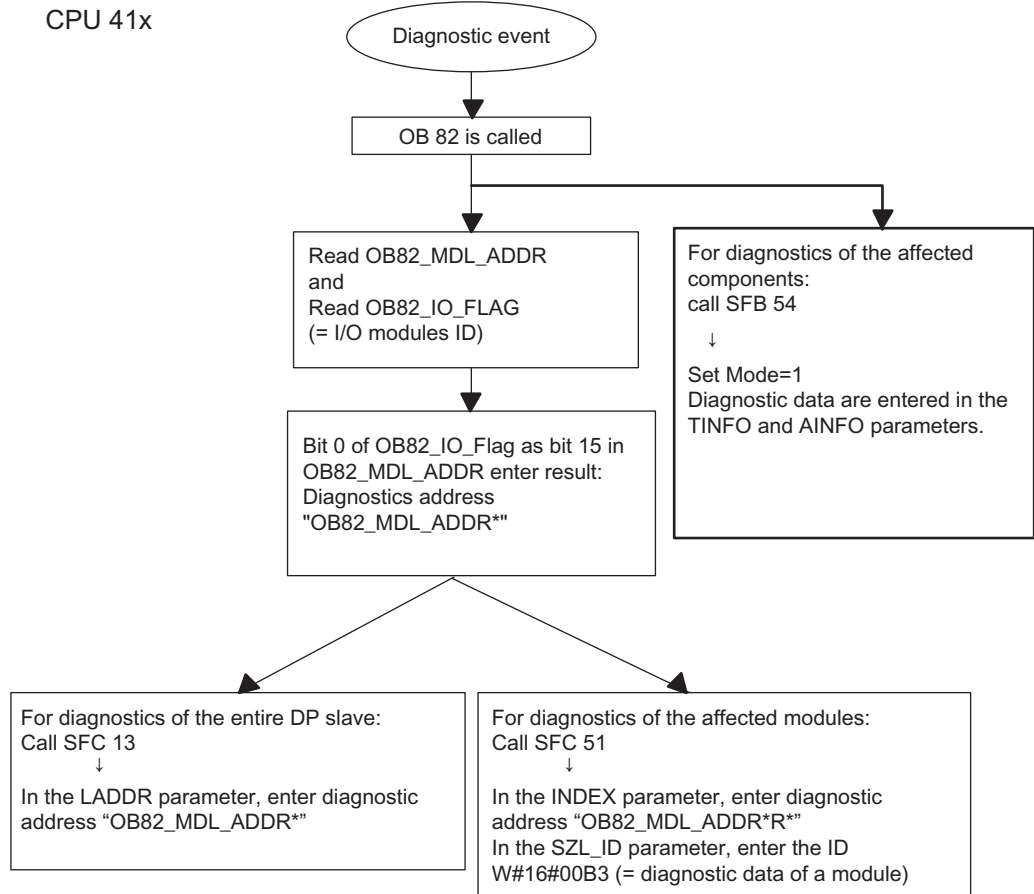 CPU 41x
Diagnostic event
OB 82 is called
Read OB82_MDL_ADDR
and
Read OB82_IO_FLAG
(= I/O modules ID)
For diagnostics of the affected
components:
call SFB 54
↓
Set Mode=1
Diagnostic data are entered in the
TINFO and AINFO parameters.
Bit 0 of OB82_IO_Flag as bit 15 in
OB82_MDL_ADDR enter result:
Diagnostics address
"OB82_MDL_ADDR*"
For diagnostics of the entire DP slave:
Call SFC 13
↓
In the LADDR parameter, enter diagnostic
address “OB82_MDL_ADDR*”
For diagnostics of the affected modules:
Call SFC 51
↓
In the INDEX parameter, enter diagnostic
address “OB82_MDL_ADDR*R*”
In the SZL_ID parameter, enter the ID
W#16#00B3 (= diagnostic data of a module)